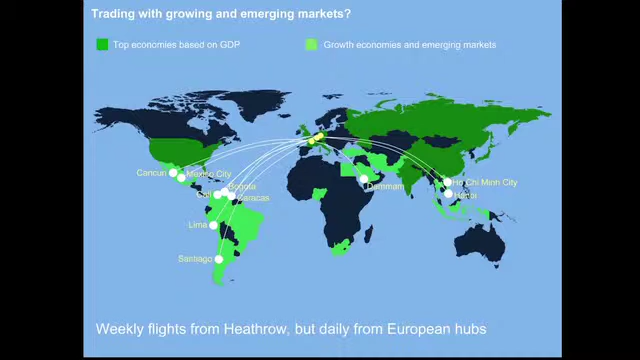 Trading with growing and emerging markets?
Top economies based on GDP
Growth economies and emerging markets
Cancun
Mexico City
Bogota
Cali
Caracas
Dammam
Ho Chi Minh City
Hanoi
Lima
Santiago
Weekly flights from Heathrow, but daily from European hubs